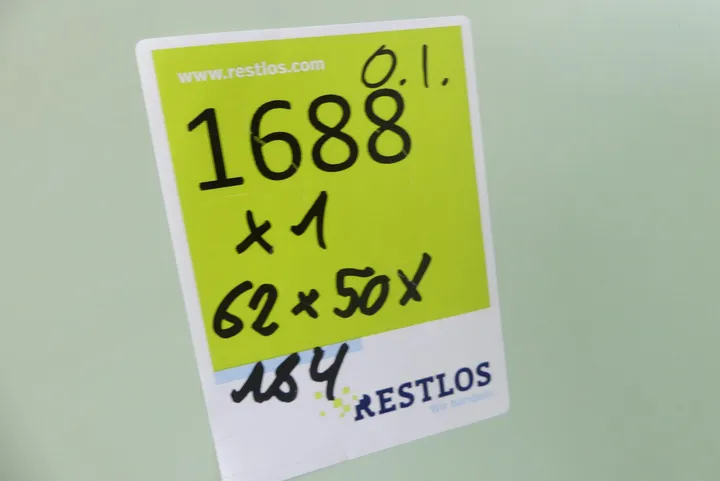 www.restlos.com
0.1.
1688
x 1
62 x 50 x
184
RESTLOS